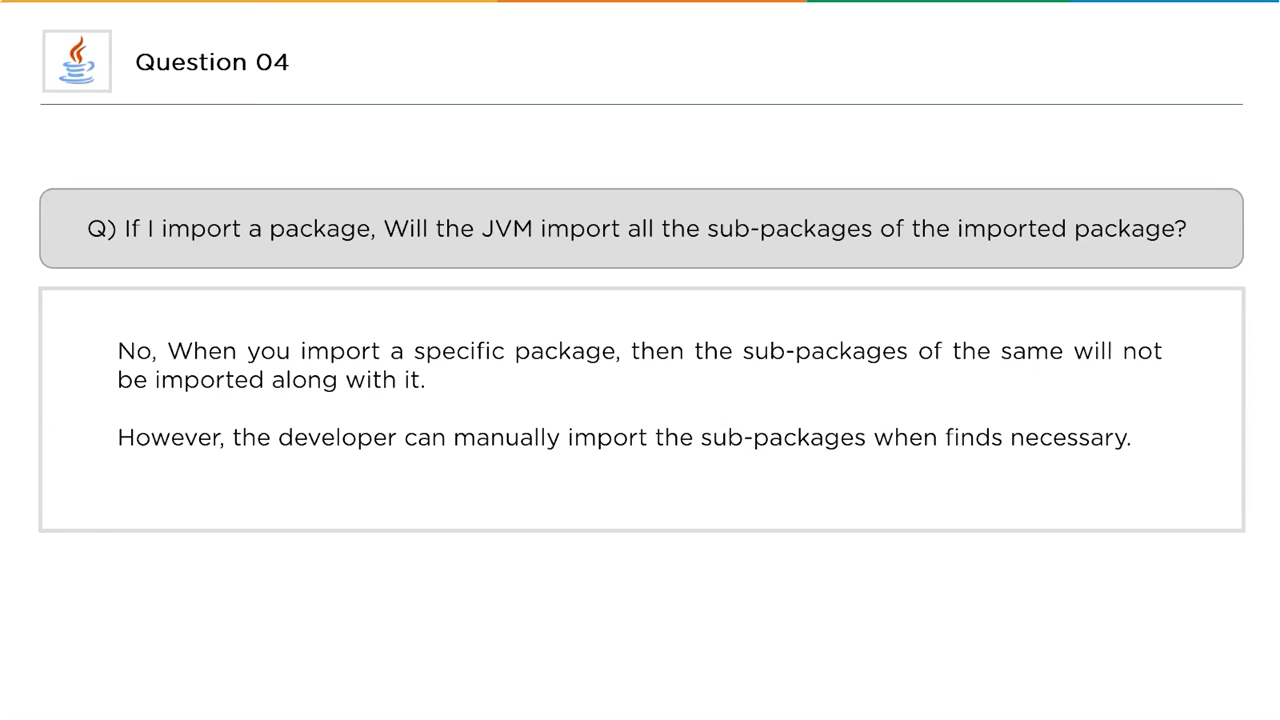 Question 04
Q) If I import a package, Will the JVM import all the sub-packages of the imported package?
No, When you import a specific package, then the sub-packages of the same will not
be imported along with it.
However, the developer can manually import the sub-packages when finds necessary.